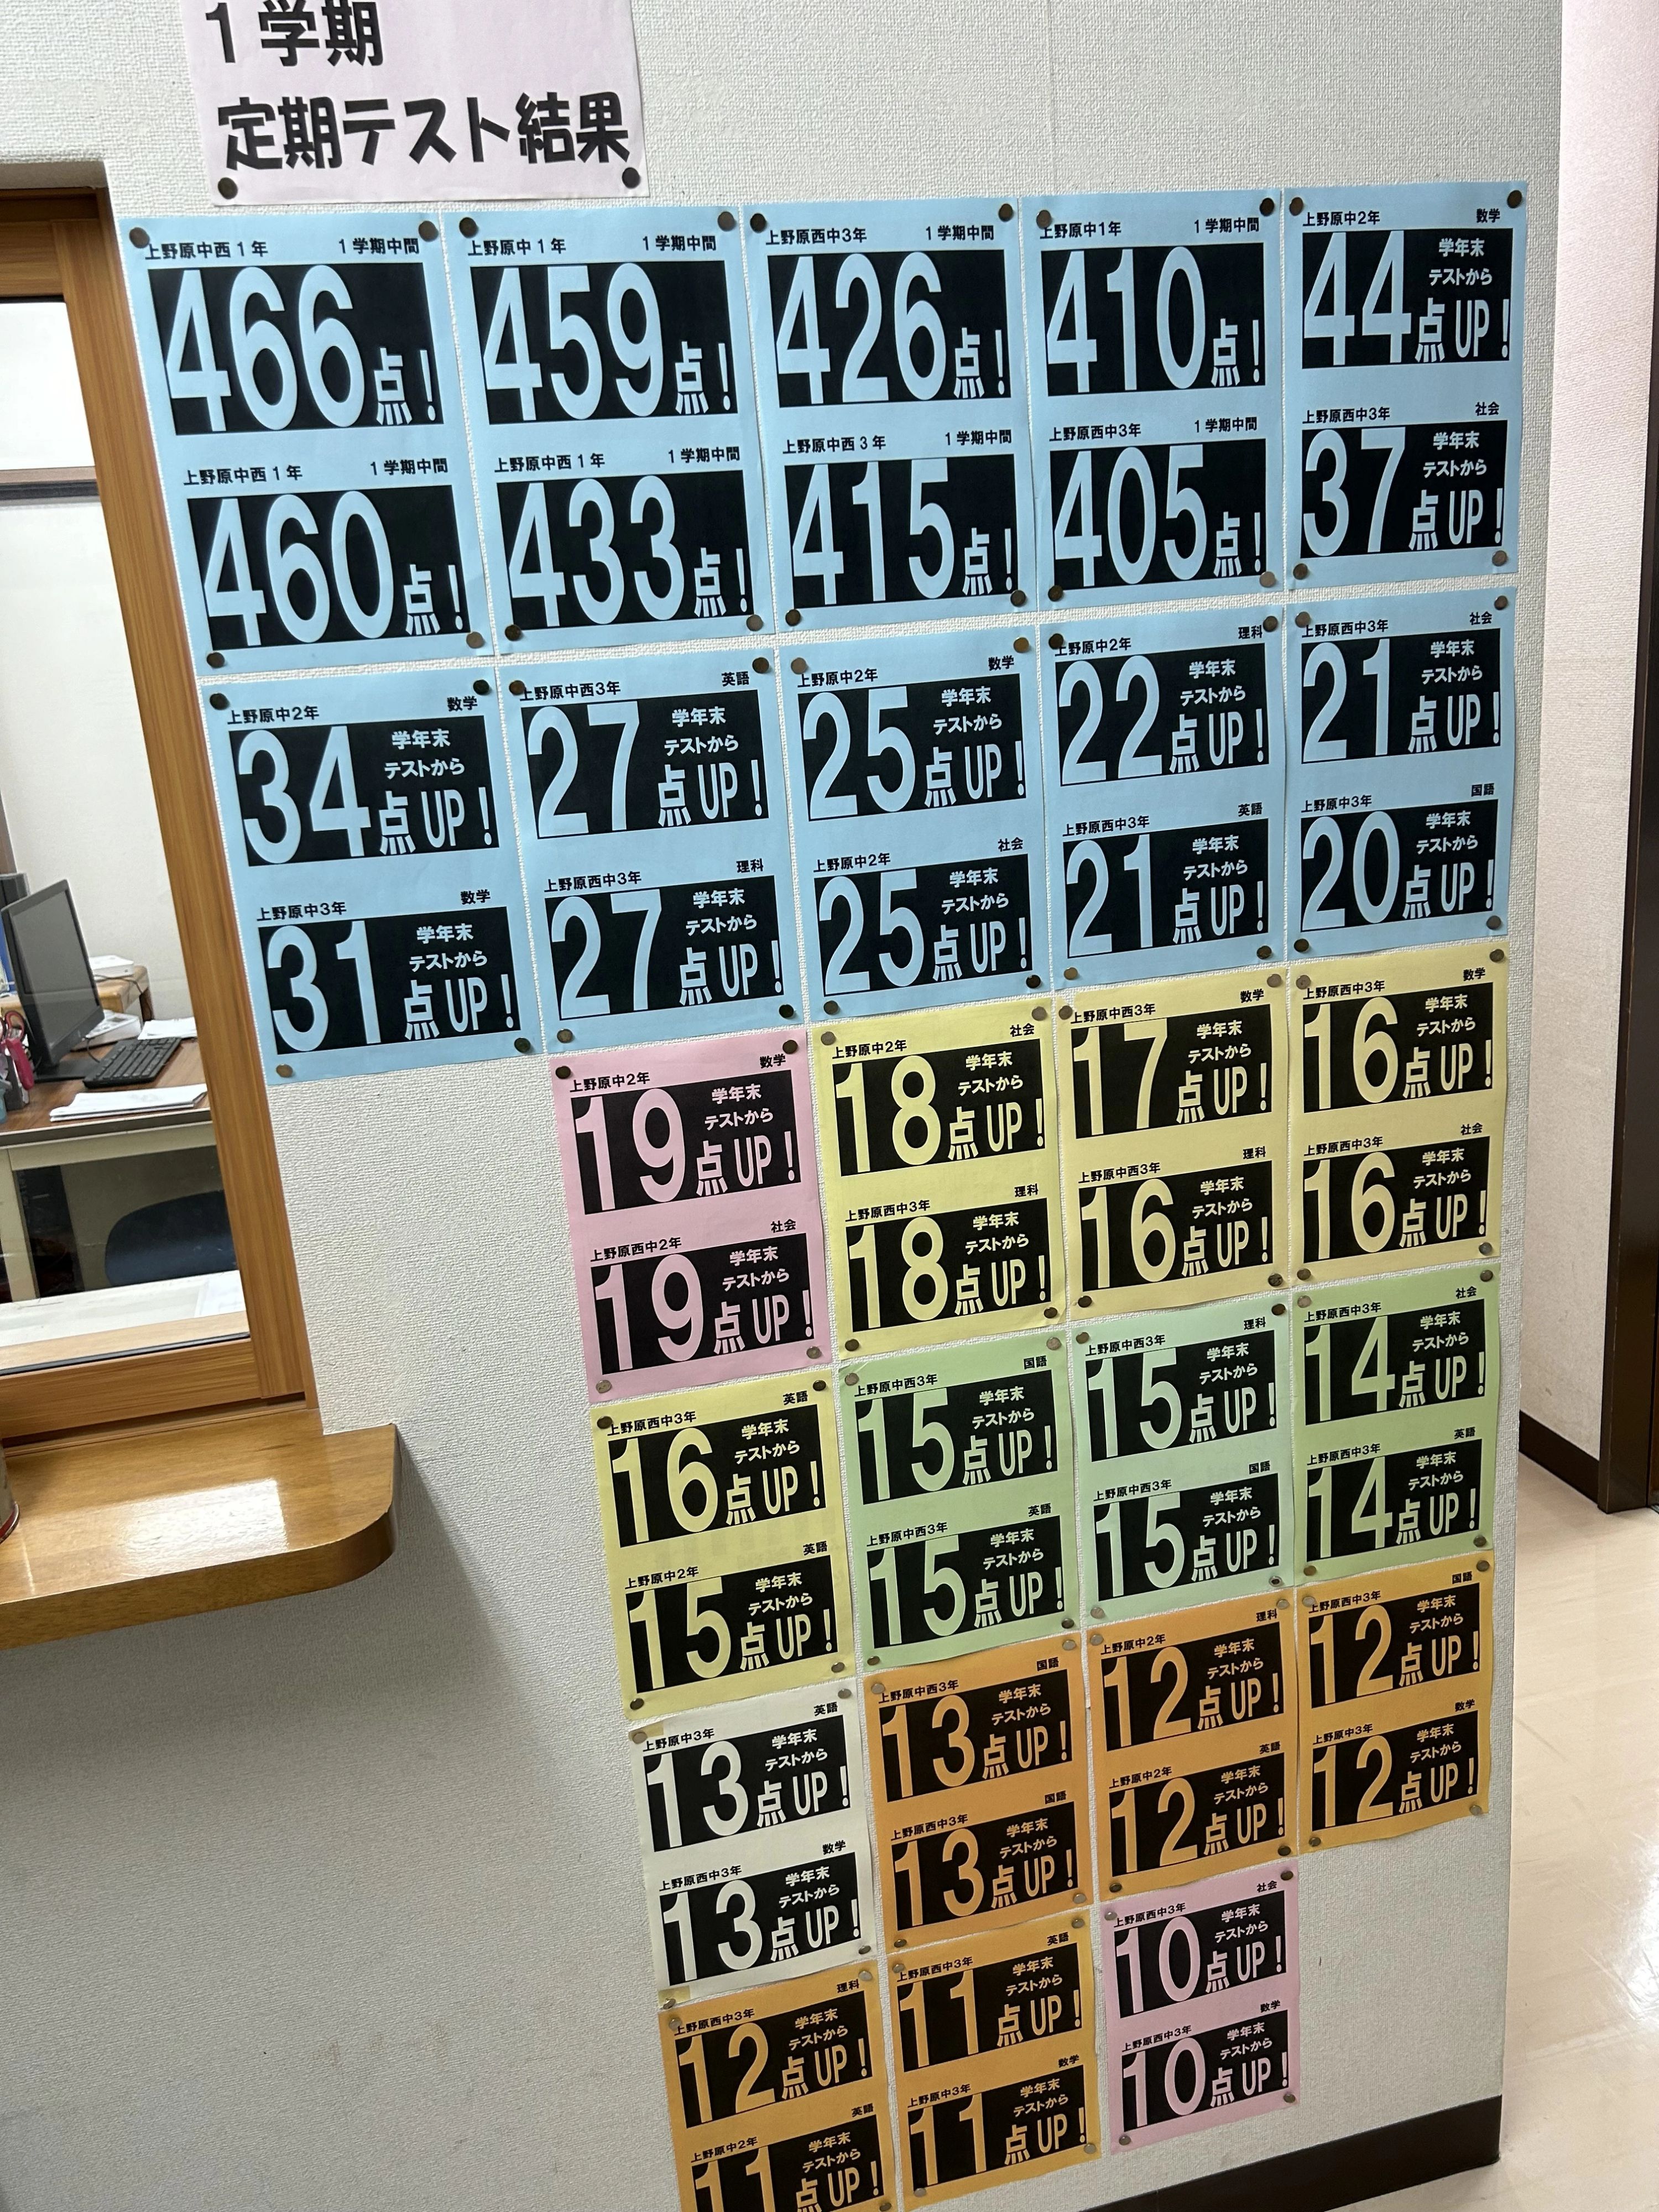 1学期
定期テスト結果
上野原中西1年 1学期中間
466点!
上野原中西1年 1学期中間
460点!
上野原中1年 1学期中間
459点!
上野原中西1年 1学期中間
433点!
上野原西中3年 1学期中間
426点!
上野原中西3年 1学期中間
415点!
上野原中1年 1学期中間
410点!
上野原西中3年 1学期中間
405点!
上野原中2年 数学
44 学年末
テストから
点UP!
上野原西中3年 社会
37 学年末
テストから
点UP!
上野原中2年 数学
34 学年末
テストから
点UP!
上野原中3年 数学
31 学年末
テストから
点UP!
上野原中西3年 英語
27 学年末
テストから
点UP!
上野原西中3年 理科
27 学年末
テストから
点UP!
上野原中2年 数学
25 学年末
テストから
点UP!
上野原中2年 社会
25 学年末
テストから
点UP!
上野原中2年 理科
22 学年末
テストから
点UP!
上野原西中3年 英語
21 学年末
テストから
点UP!
上野原西中3年 社会
21 学年末
テストから
点UP!
上野原中3年 国語
20 学年末
テストから
点UP!
上野原中2年 数学
19 学年末
テストから
点UP!
上野原西中2年 社会
19 学年末
テストから
点UP!
上野原中2年 社会
18 学年末
テストから
点UP!
上野原西中3年 理科
18 学年末
テストから
点UP!
上野原中西3年 数学
17 学年末
テストから
点UP!
上野原中西3年 理科
16 学年末
テストから
点UP!
上野原中西3年 数学
16 学年末
テストから
点UP!
上野原西中3年 社会
16 学年末
テストから
点UP!
上野原西中3年 英語
16 学年末
テストから
点UP!
上野原中2年 英語
15 学年末
テストから
点UP!
上野原中西3年 国語
15 学年末
テストから
点UP!
上野原中西3年 英語
15 学年末
テストから
点UP!
上野原中西3年 理科
15 学年末
テストから
点UP!
上野原西中3年 国語
15 学年末
テストから
点UP!
上野原中西3年 社会
14 学年末
テストから
点UP!
上野原西中3年 英語
14 学年末
テストから
点UP!
上野原中3年 英語
13 学年末
テストから
点UP!
上野原西中3年 数学
13 学年末
テストから
点UP!
上野原中西3年 国語
13 学年末
テストから
点UP!
上野原西中3年 国語
13 学年末
テストから
点UP!
上野原中2年 理科
12 学年末
テストから
点UP!
上野原中2年 英語
12 学年末
テストから
点UP!
上野原西中3年 国語
12 学年末
テストから
点UP!
上野原中3年 数学
12 学年末
テストから
点UP!
上野原西中3年 理科
12 学年末
テストから
点UP!
上野原中2年 英語
11 学年末
テストから
点UP!
上野原西中3年 英語
11 学年末
テストから
点UP!
上野原中3年 数学
11 学年末
テストから
点UP!
上野原西中3年 社会
10 学年末
テストから
点UP!
上野原西中3年 数学
10 学年末
テストから
点UP!